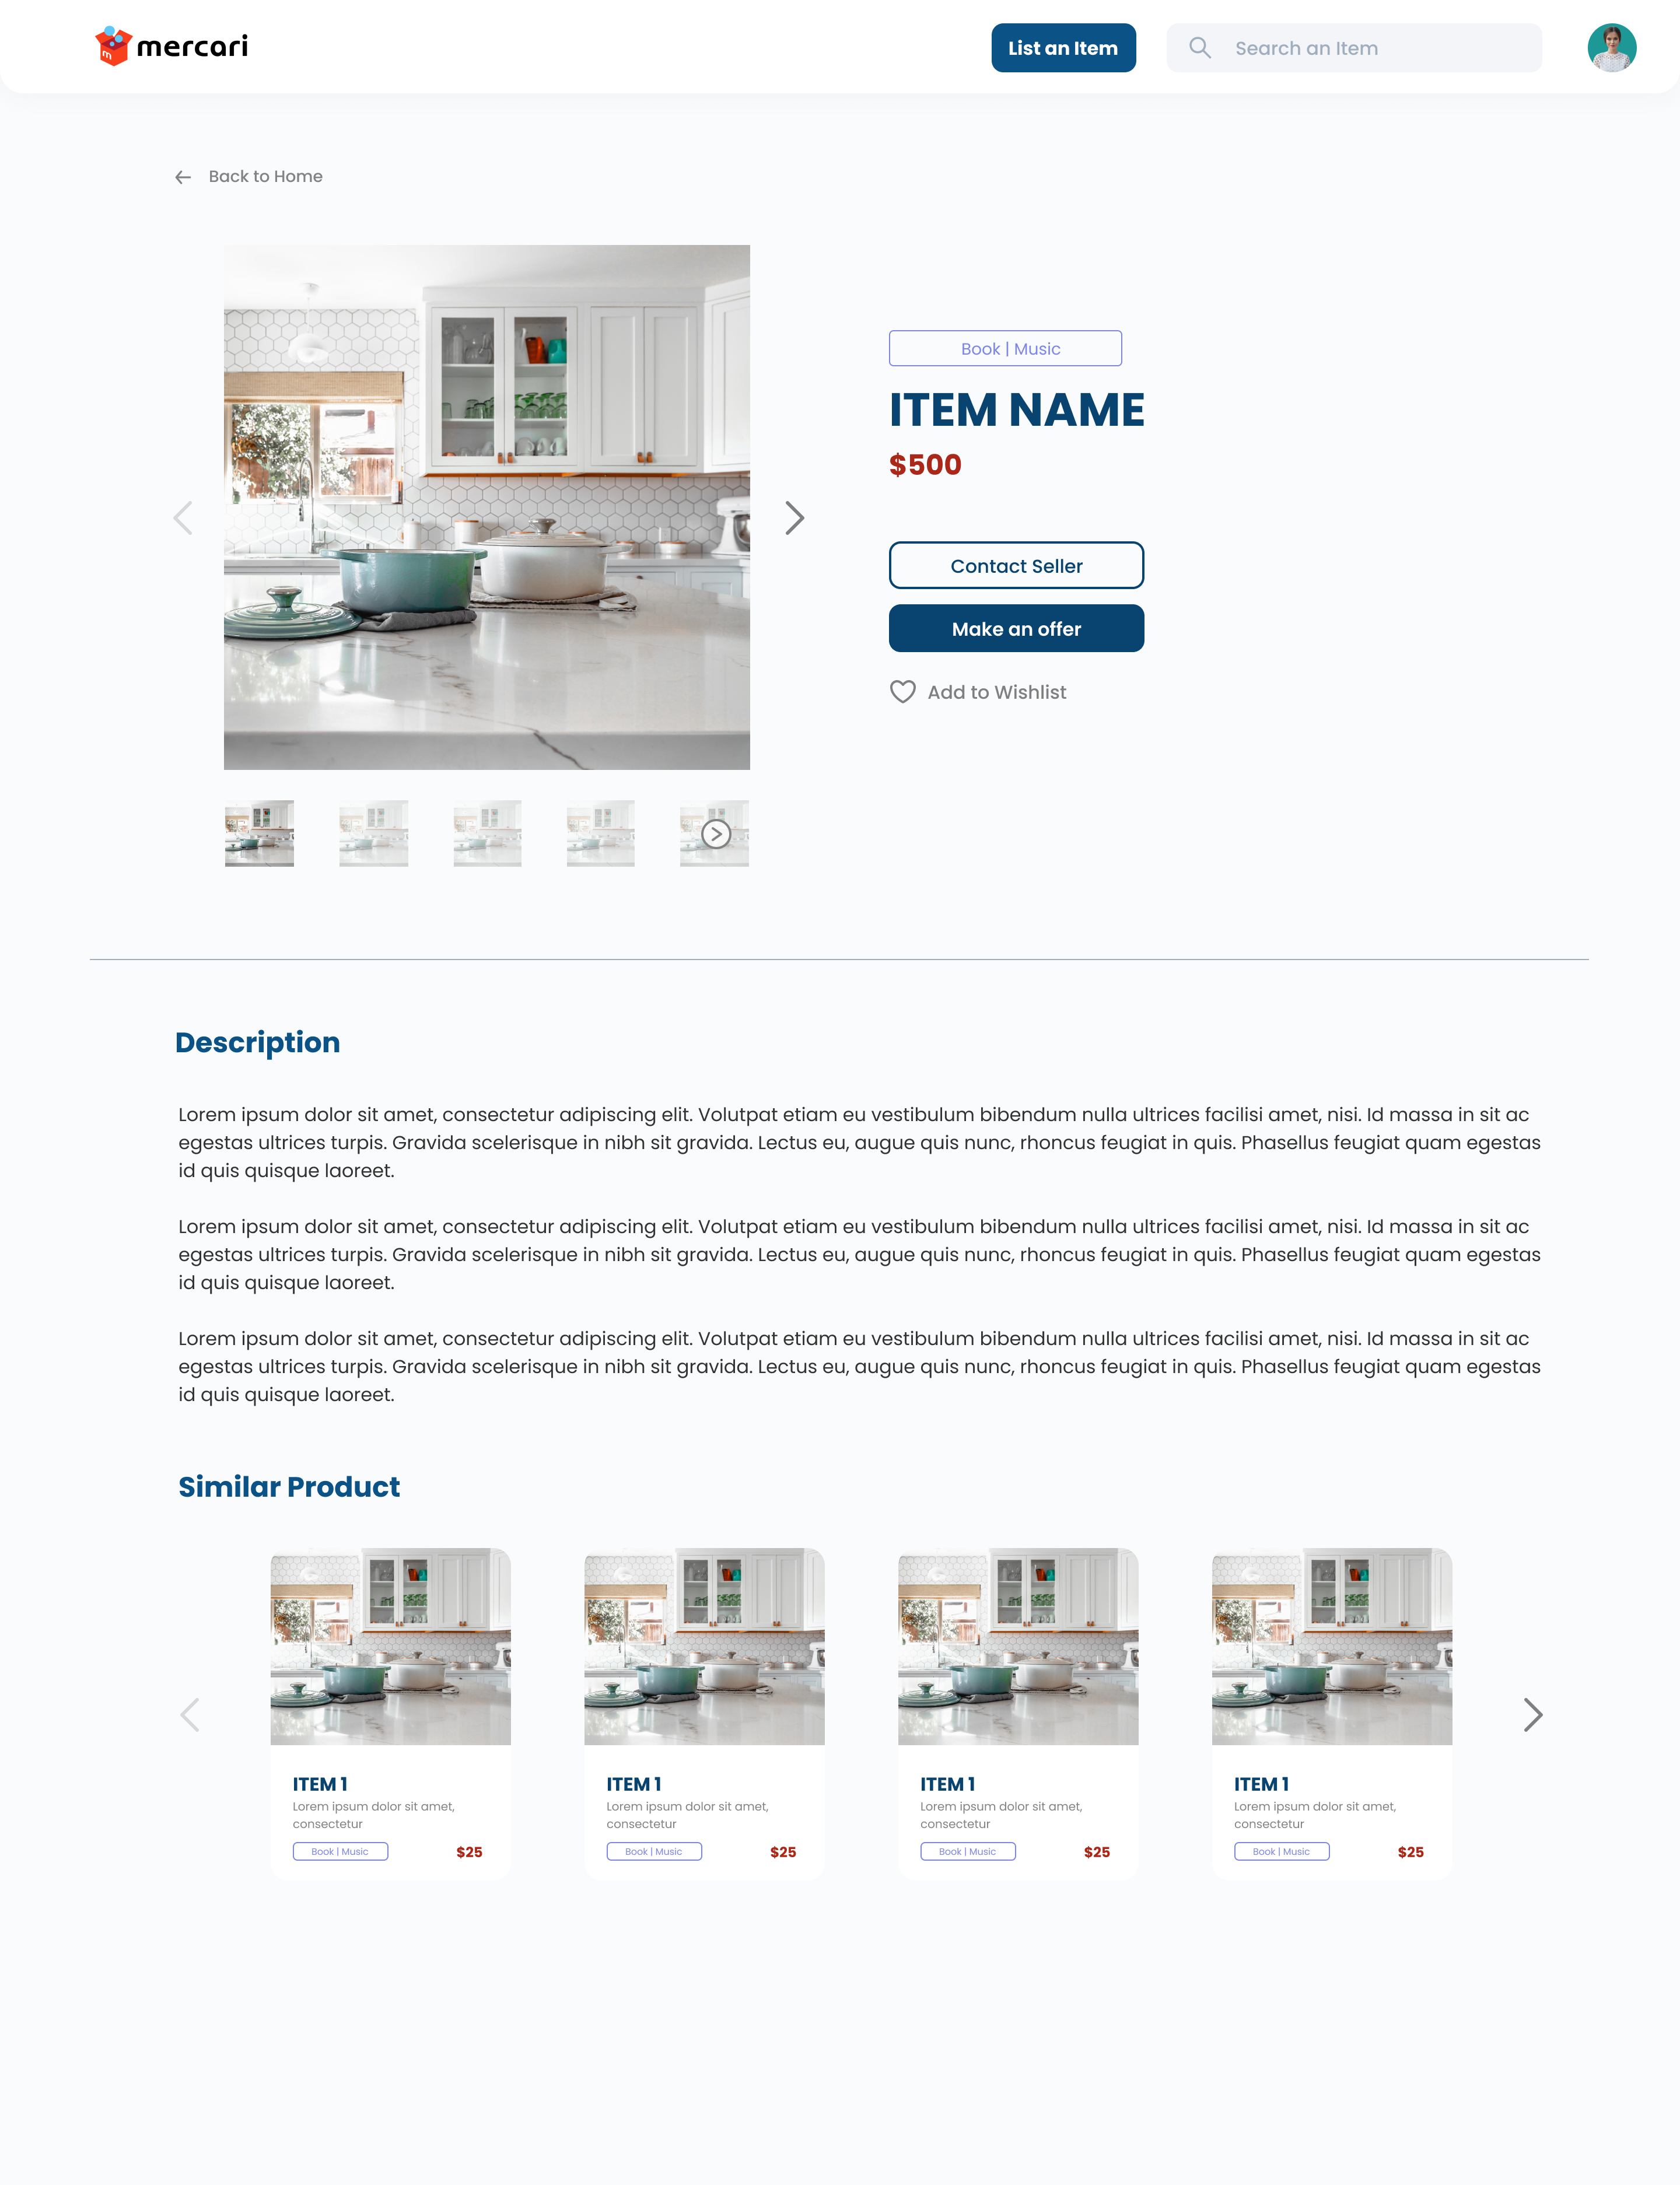 mercari
List an Item
Search an Item
m
Back to Home
Book | Music
ITEM NAME
$500
Contact Seller
Make an offer
Add to Wishlist
Description
Lorem ipsum dolor sit amet, consectetur adipiscing elit. Volutpat etiam eu vestibulum bibendum nulla ultrices facilisi amet, nisi. Id massa in sit ac
egestas ultrices turpis. Gravida scelerisque in nibh sit gravida. Lectus eu, augue quis nunc, rhoncus feugiat in quis. Phasellus feugiat quam egestas
id quis quisque laoreet.
Lorem ipsum dolor sit amet, consectetur adipiscing elit. Volutpat etiam eu vestibulum bibendum nulla ultrices facilisi amet, nisi. Id massa in sit ac
egestas ultrices turpis. Gravida scelerisque in nibh sit gravida. Lectus eu, augue quis nunc, rhoncus feugiat in quis. Phasellus feugiat quam egestas
id quis quisque laoreet.
Lorem ipsum dolor sit amet, consectetur adipiscing elit. Volutpat etiam eu vestibulum bibendum nulla ultrices facilisi amet, nisi. Id massa in sit ac
egestas ultrices turpis. Gravida scelerisque in nibh sit gravida. Lectus eu, augue quis nunc, rhoncus feugiat in quis. Phasellus feugiat quam egestas
id quis quisque laoreet.
Similar Product
ITEM 1
Lorem ipsum dolor sit amet,
consectetur
Book | Music
$25
ITEM 1
Lorem ipsum dolor sit amet,
consectetur
Book | Music
$25
ITEM 1
Lorem ipsum dolor sit amet,
consectetur
Book | Music
$25
ITEM 1
Lorem ipsum dolor sit amet,
consectetur
Book | Music
$25